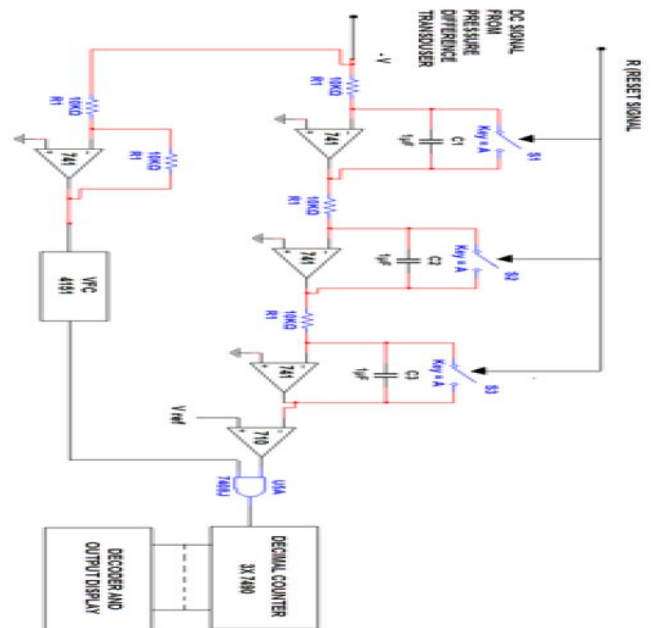 R (RESET SIGNAL
DC SIGNAL
FROM
PRESSURE
DIFFERENCE
TRANSDUSER
-V
S1
Key = A
C1
1µF
R1
10KΩ
741
S2
Key = A
C2
1µF
R1
10KΩ
741
S3
Key = A
C3
1µF
R1
10KΩ
741
10KΩ
R1
10KΩ
R1
741
VFC
4151
V ref
710
U5A
7408J
DECIMAL COUNTER
3X 7490
DECODER AND
OUTPUT DISPLAY